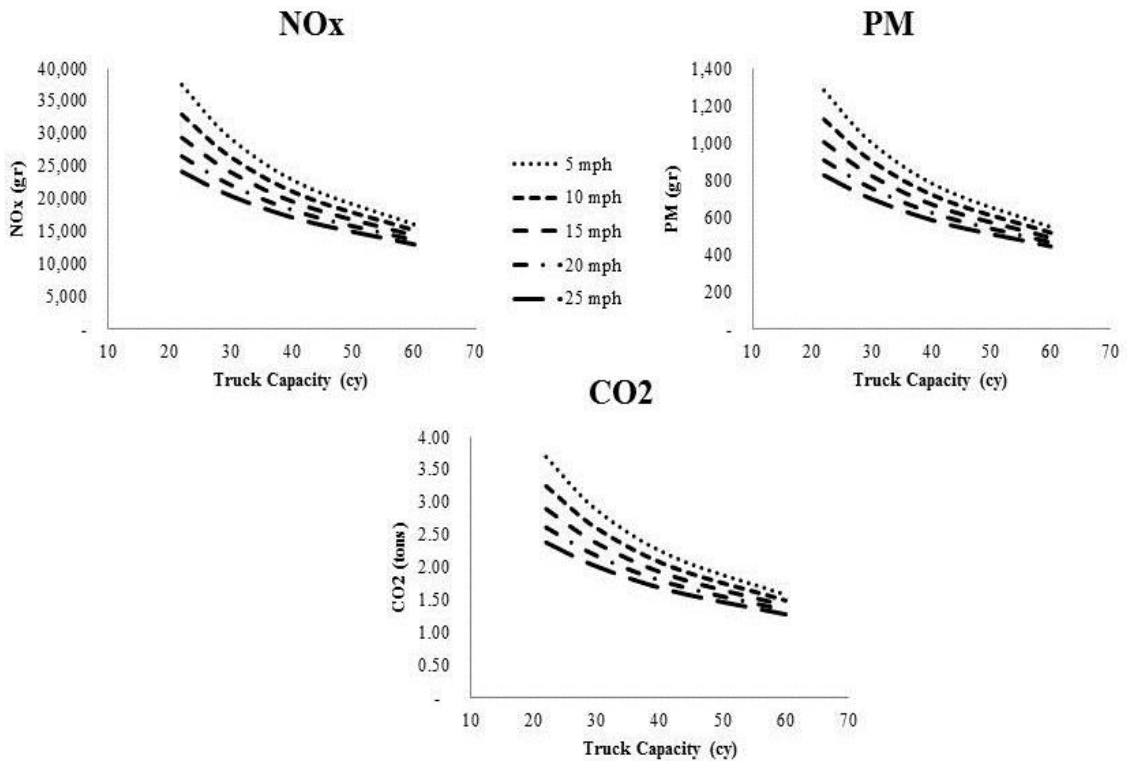 NOx
40,000
35,000
30,000
25,000
20,000
15,000
10,000
5,000
-
NOx (gr)
10 20 30 40 50 60 70
Truck Capacity (cy)
5 mph
10 mph
15 mph
20 mph
25 mph
PM
1,400
1,200
1,000
800
600
400
200
-
PM (gr)
10 20 30 40 50 60 70
Truck Capacity (cy)
CO2
4.00
3.50
3.00
2.50
2.00
1.50
1.00
0.50
-
CO2 (tons)
10 20 30 40 50 60 70
Truck Capacity (cy)